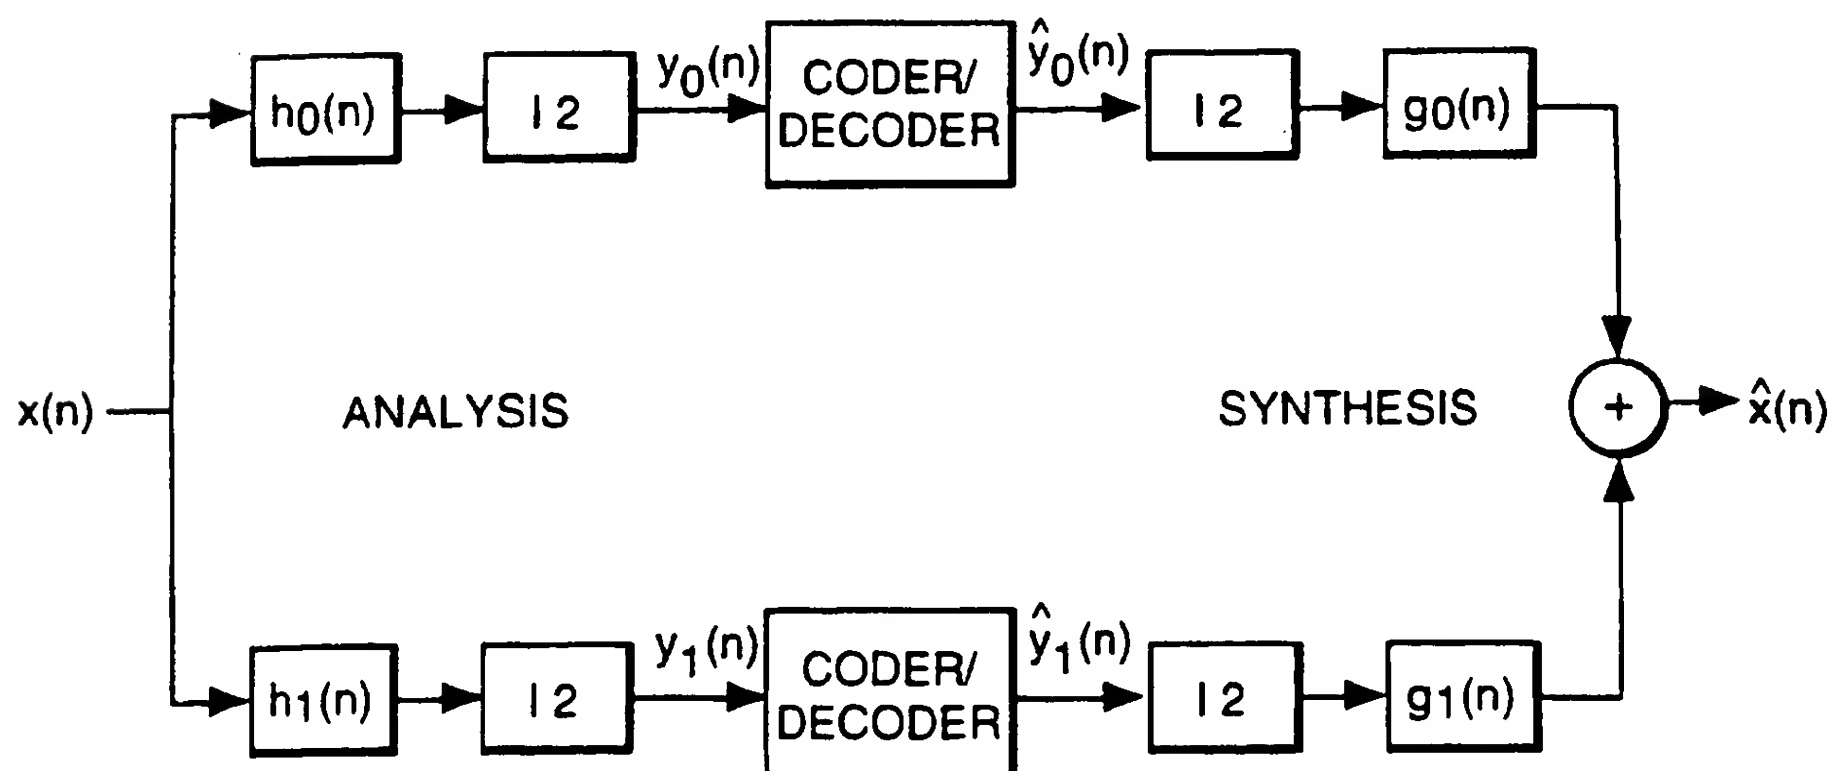 h0(n)
l 2
y0(n)
CODER/
DECODER
ŷ0(n)
l 2
g0(n)
x(n)
ANALYSIS
SYNTHESIS
+
x̂(n)
h1(n)
l 2
y1(n)
CODER/
DECODER
ŷ1(n)
l 2
g1(n)